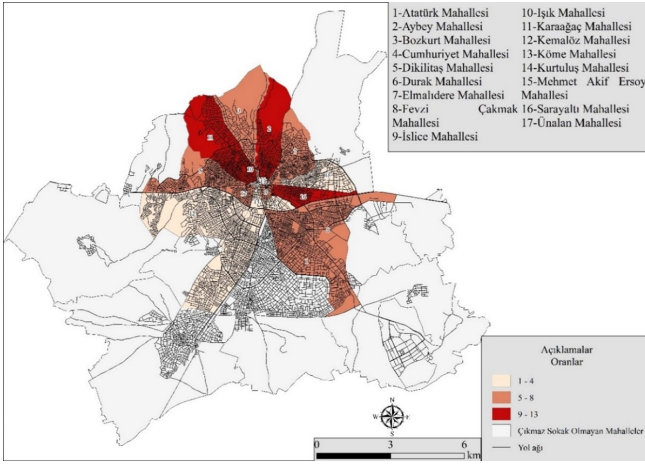 1-Atatürk Mahallesi
2-Aybey Mahallesi
3-Bozkurt Mahallesi
4-Cumhuriyet Mahallesi
5-Dikilitaş Mahallesi
6-Durak Mahallesi
7-Elmalıdere Mahallesi
8-Fevzi Çakmak
Mahallesi
9-İslice Mahallesi
10-Işık Mahallesi
11-Karaağaç Mahallesi
12-Kemalöz Mahallesi
13-Köme Mahallesi
14-Kurtuluş Mahallesi
15-Mehmet Akif Ersoy
Mahallesi
16-Sarayaltı Mahallesi
17-Ünalan Mahallesi
Açıklamalar
Oranlar
1 - 4
5 - 8
9 - 13
Çıkmaz Sokak Olmayan Mahalleler
Yol ağı
N
W E
S
0 3 6
km